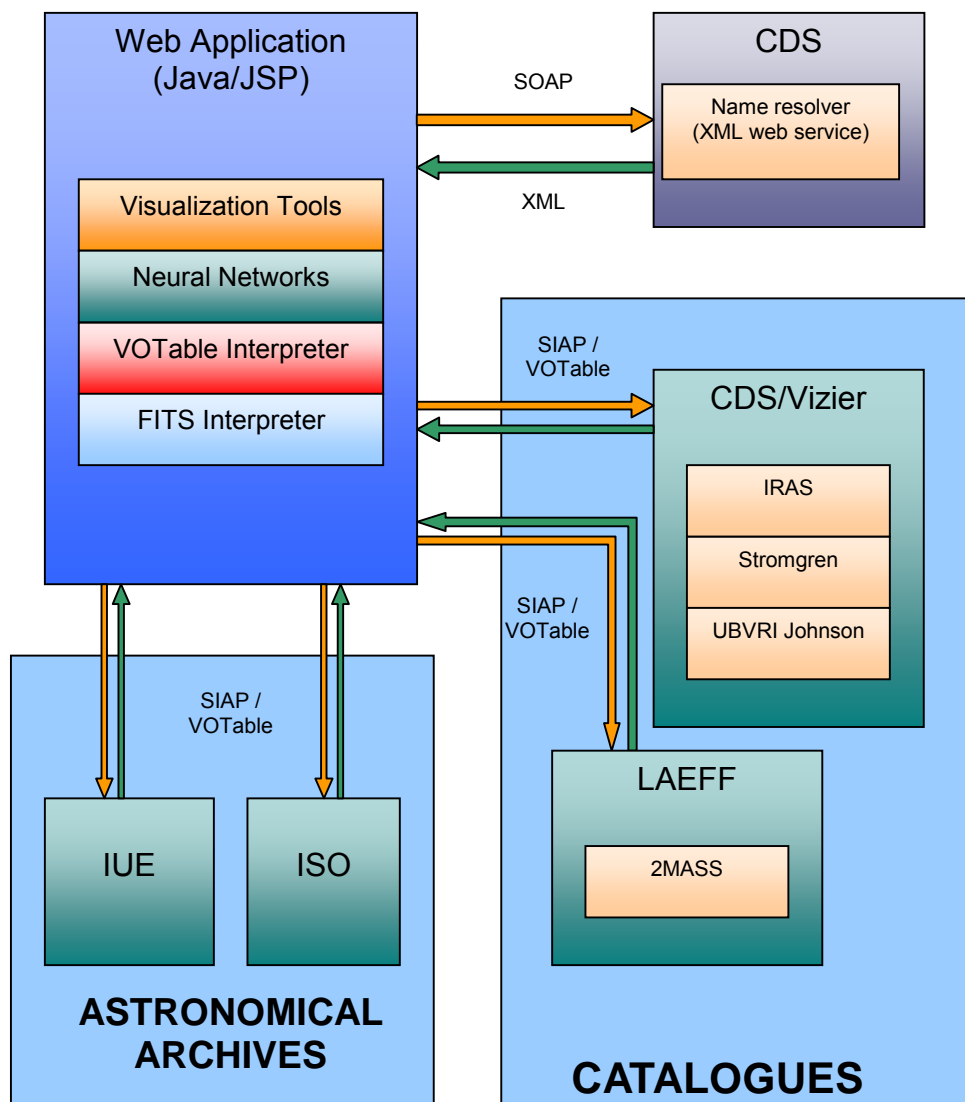 Web Application
(Java/JSP)
Visualization Tools
Neural Networks
VOTable Interpreter
FITS Interpreter
SOAP
XML
CDS
Name resolver
(XML web service)
SIAP /
VOTable
CDS/Vizier
IRAS
Stromgren
UBVRI Johnson
SIAP /
VOTable
LAEFF
2MASS
CATALOGUES
SIAP /
VOTable
IUE
ISO
ASTRONOMICAL
ARCHIVES